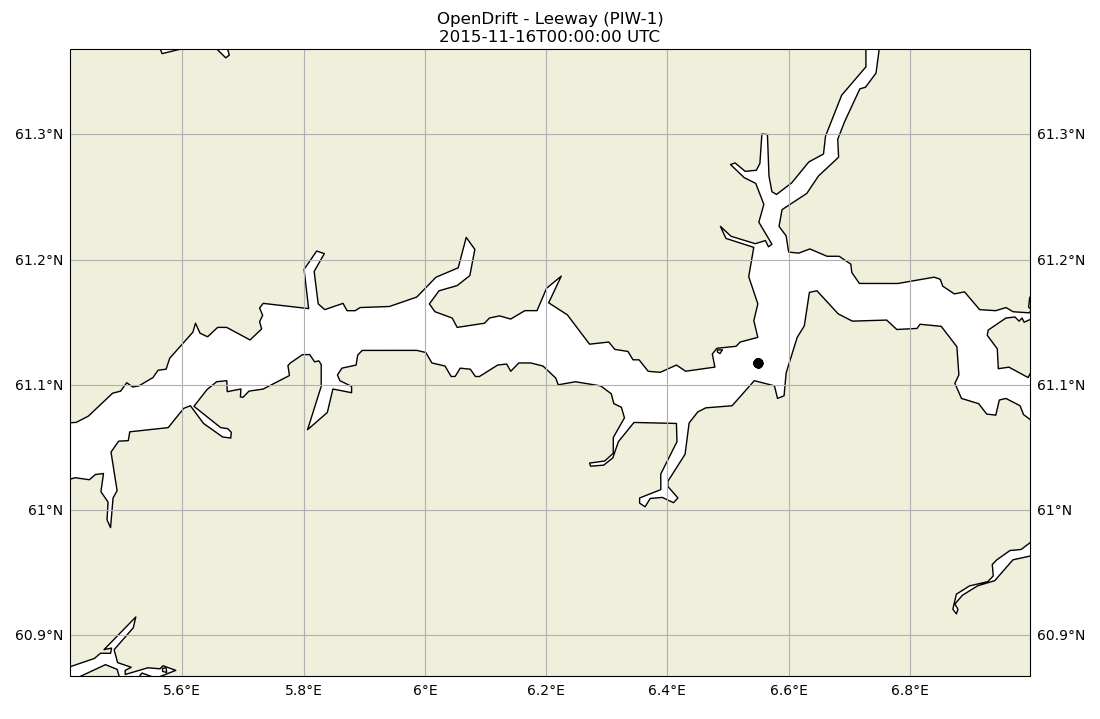 OpenDrift - Leeway (PIW-1)
2015-11-16T00:00:00 UTC
61.3°N 61.3°N
61.2°N 61.2°N
61.1°N 61.1°N
61°N 61°N
60.9°N 60.9°N
5.6°E 5.8°E 6°E 6.2°E 6.4°E 6.6°E 6.8°E